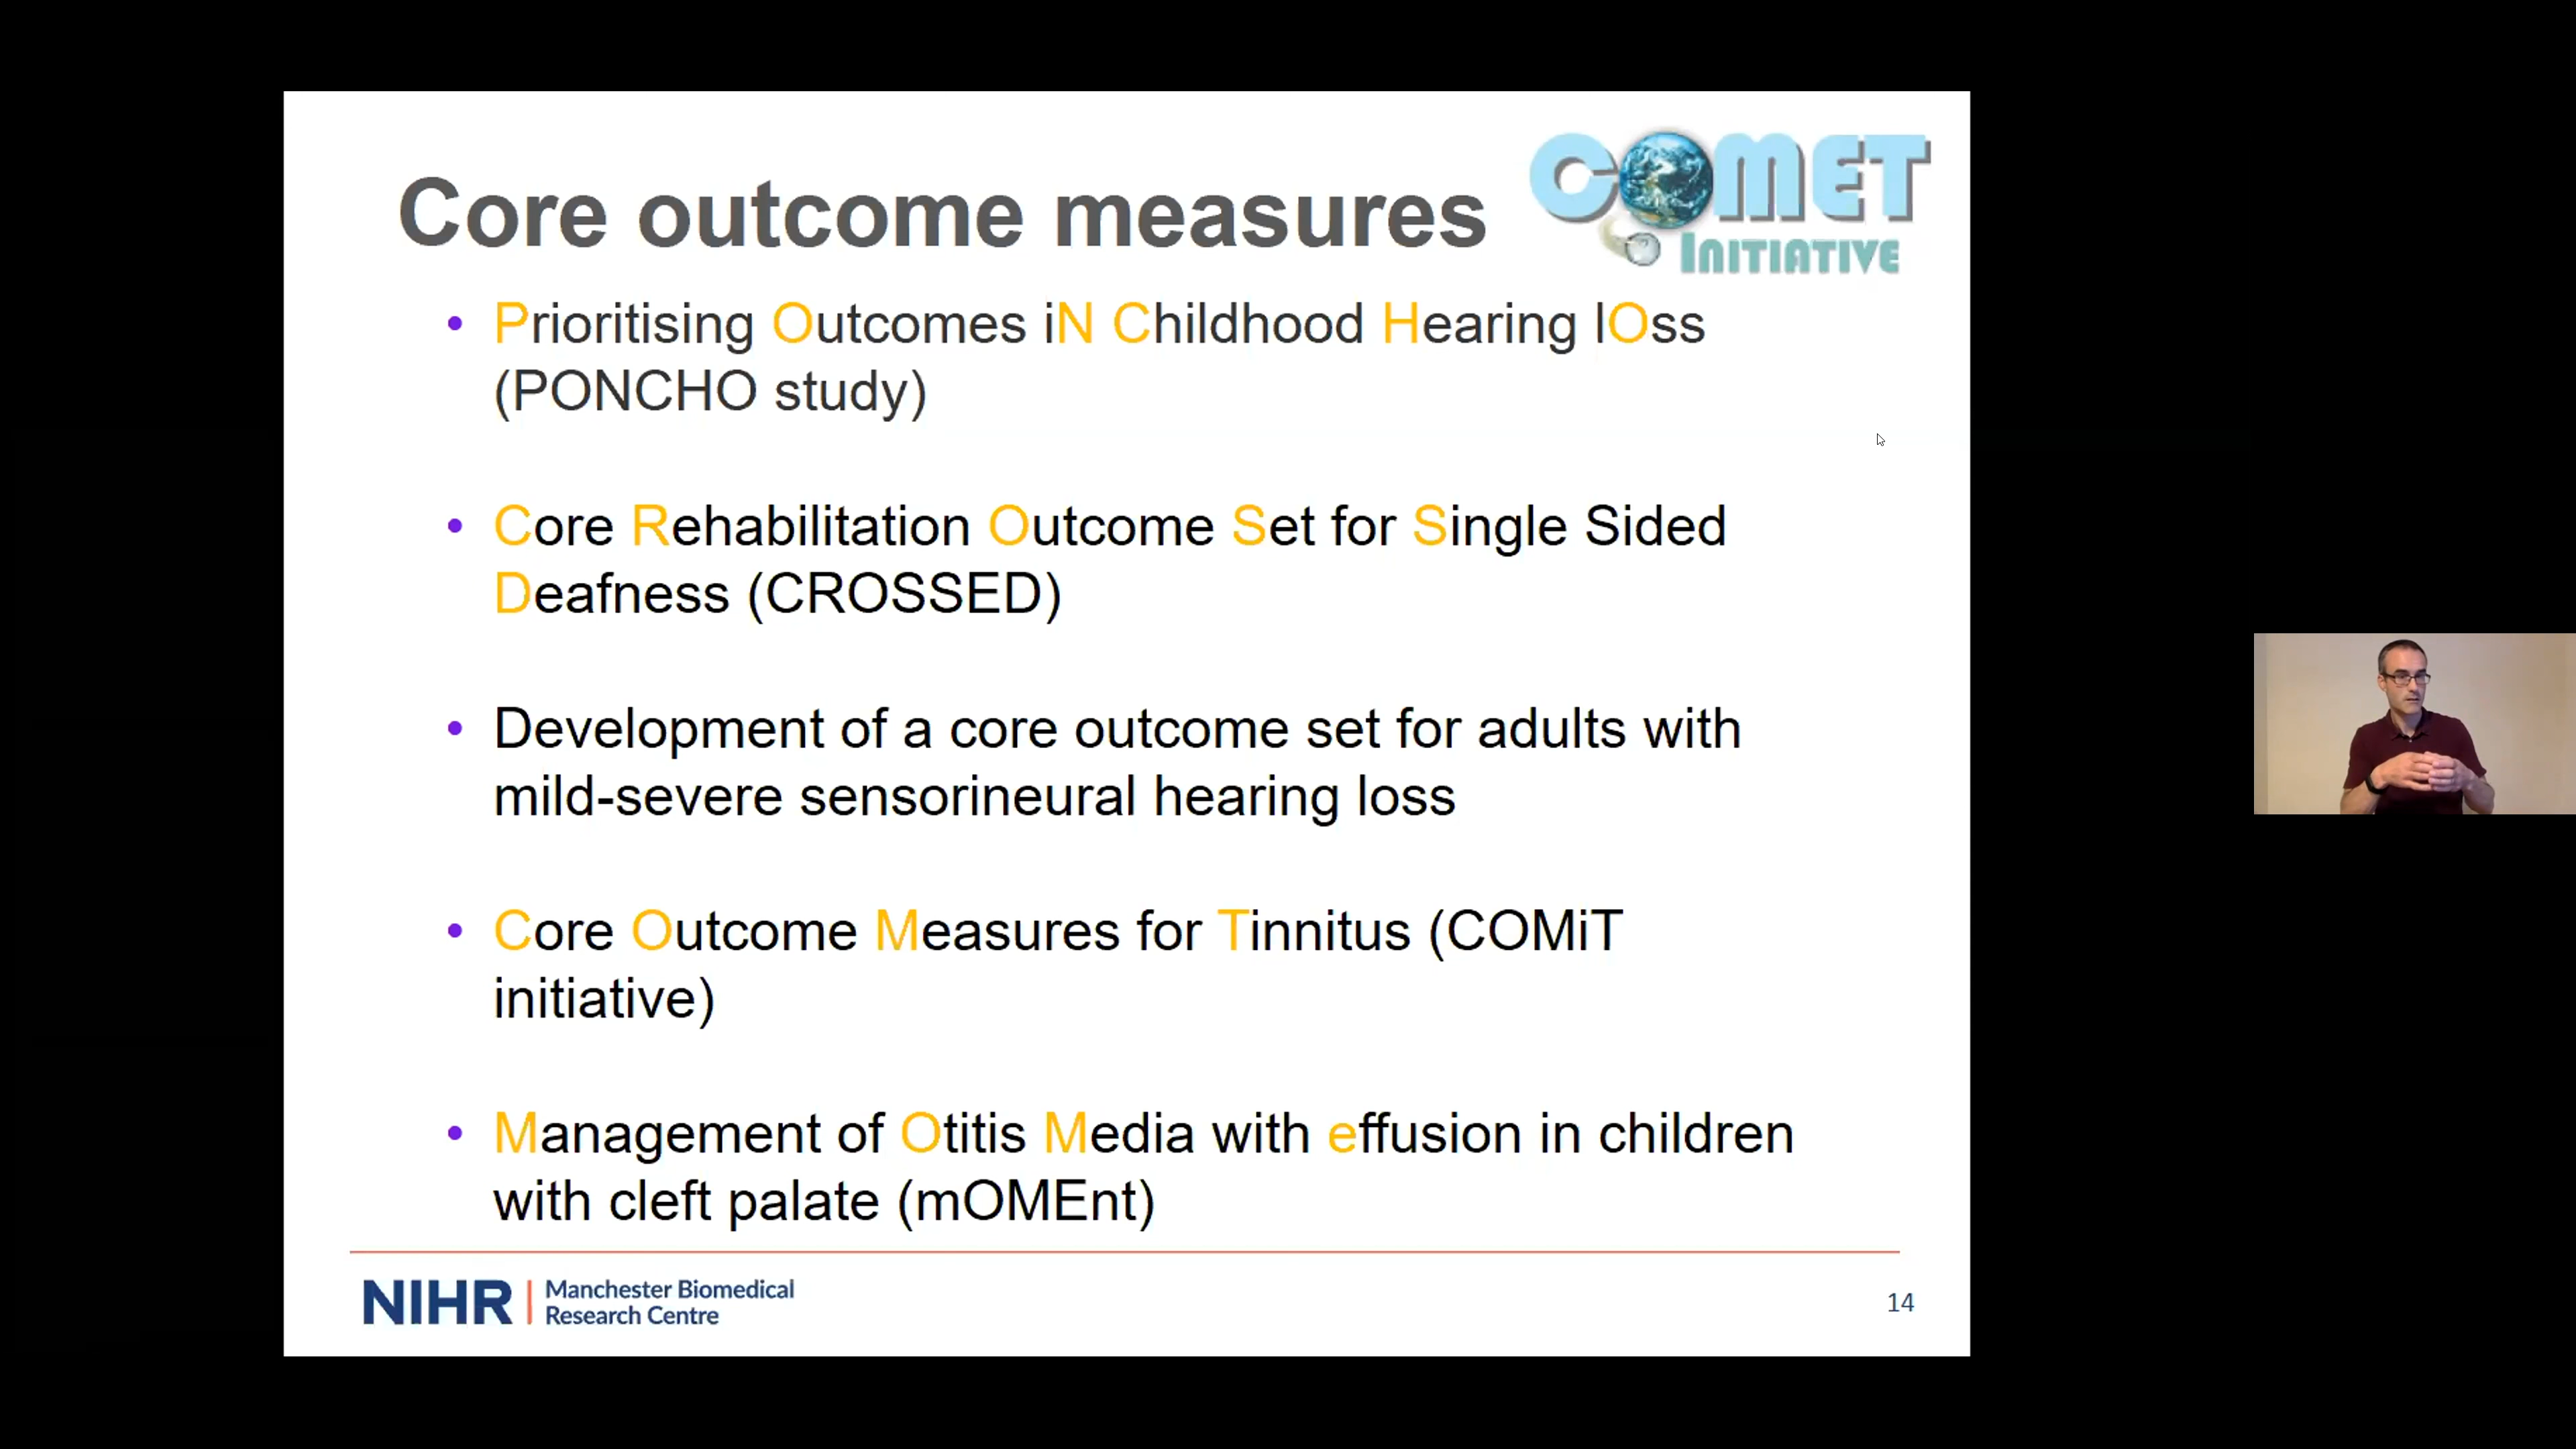 Core outcome measures
COMET
INITIATIVE
• Prioritising Outcomes iN Childhood Hearing lOss
(PONCHO study)
• Core Rehabilitation Outcome Set for Single Sided
Deafness (CROSSED)
• Development of a core outcome set for adults with
mild-severe sensorineural hearing loss
• Core Outcome Measures for Tinnitus (COMiT
initiative)
• Management of Otitis Media with effusion in children
with cleft palate (mOMEnt)
NIHR | Manchester Biomedical
Research Centre
14